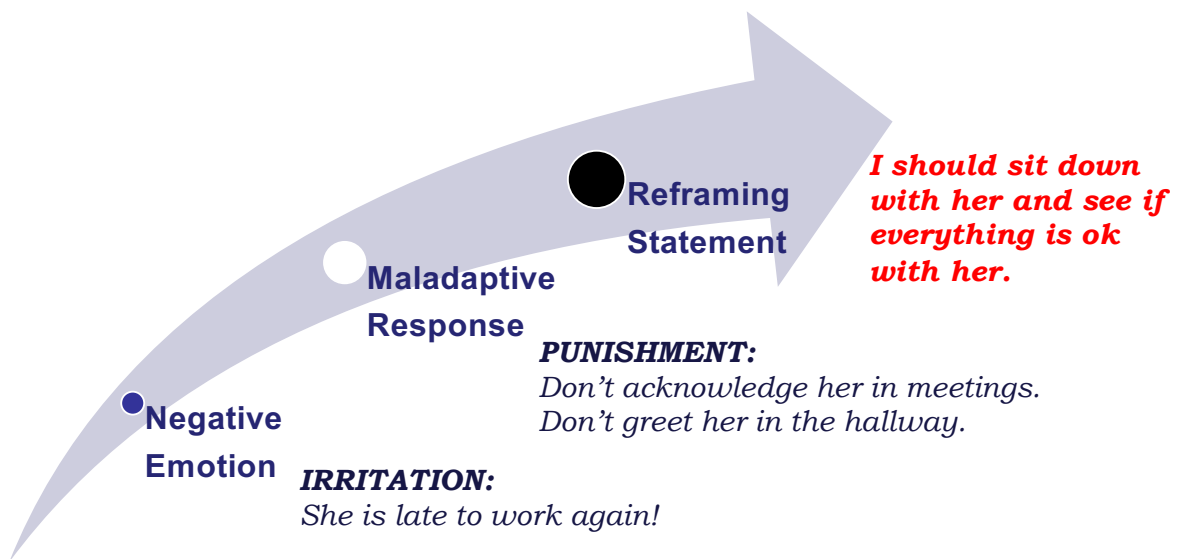 Negative
Emotion
IRRITATION:
She is late to work again!
Maladaptive
Response
PUNISHMENT:
Don’t acknowledge her in meetings.
Don’t greet her in the hallway.
Reframing
Statement
I should sit down
with her and see if
everything is ok
with her.